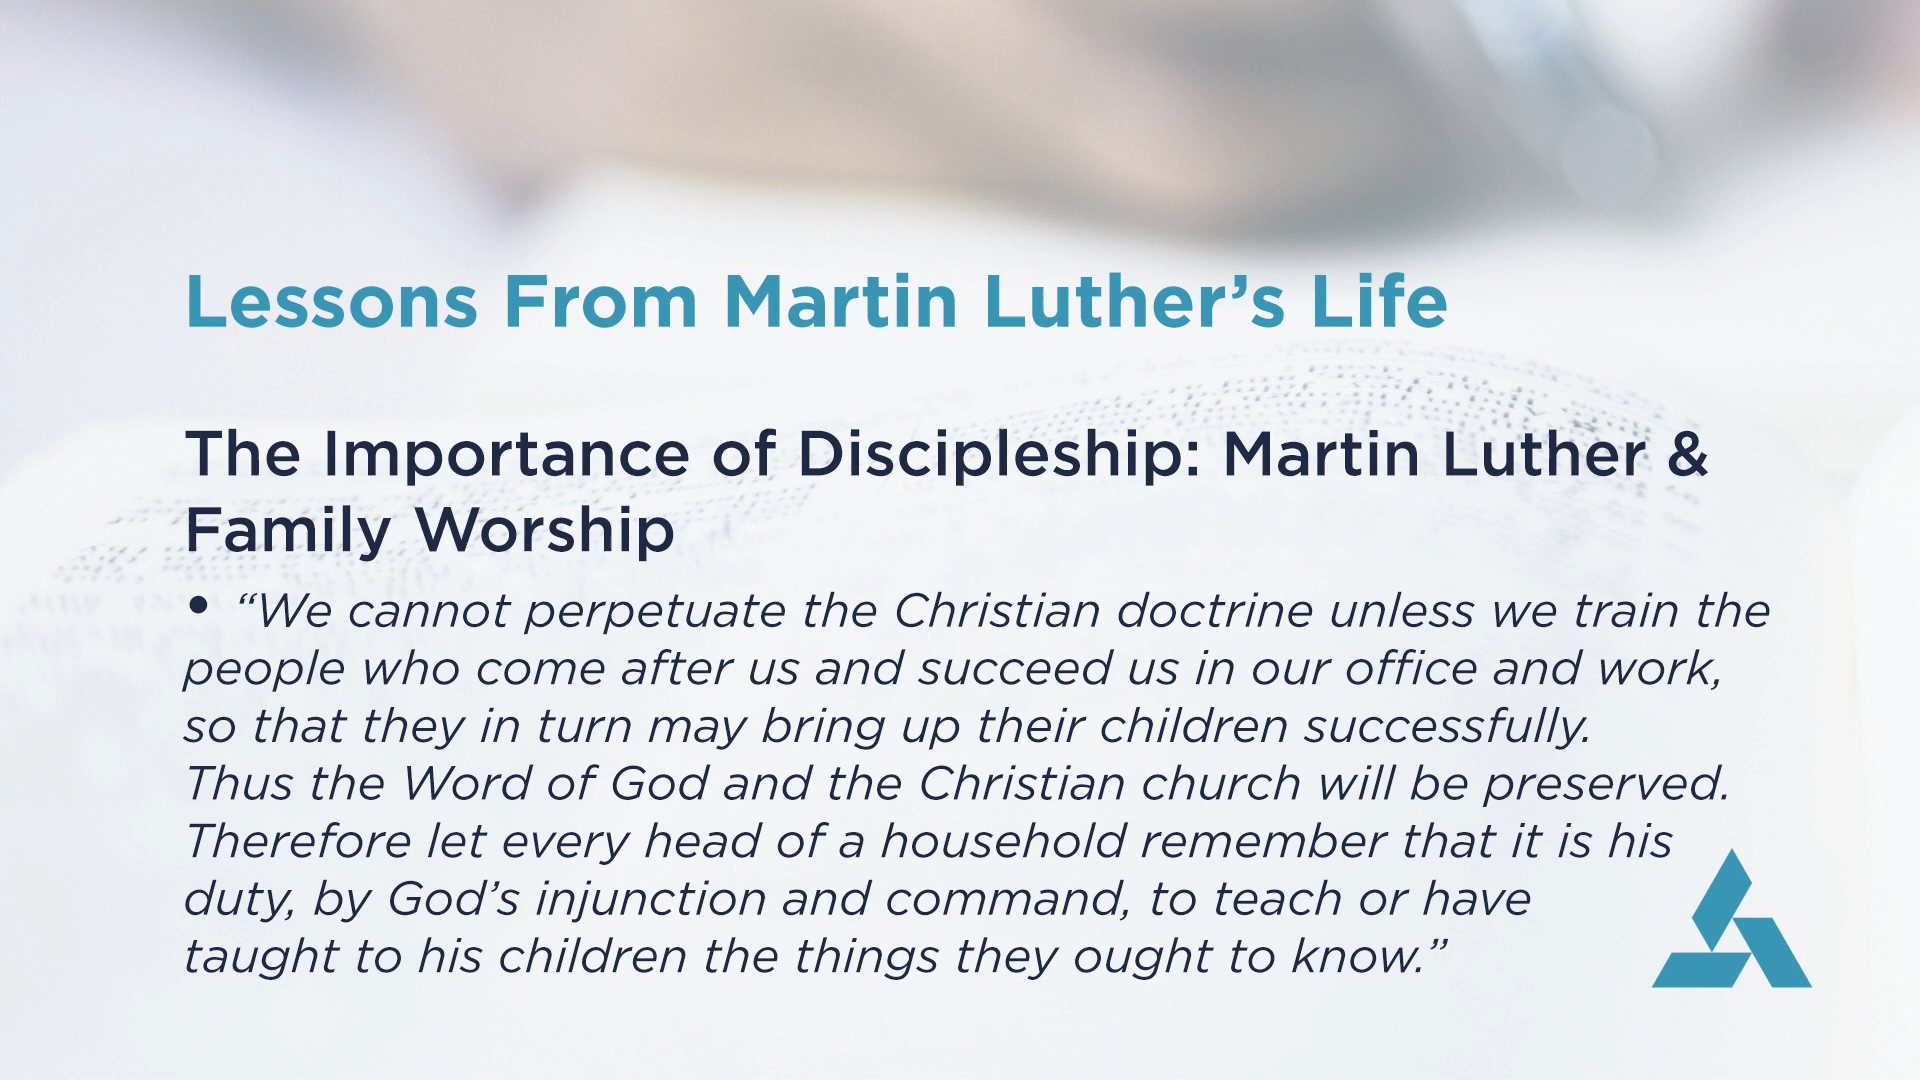 Lessons From Martin Luther’s Life
The Importance of Discipleship: Martin Luther &
Family Worship
• “We cannot perpetuate the Christian doctrine unless we train the
people who come after us and succeed us in our office and work,
so that they in turn may bring up their children successfully.
Thus the Word of God and the Christian church will be preserved.
Therefore let every head of a household remember that it is his
duty, by God’s injunction and command, to teach or have
taught to his children the things they ought to know.”